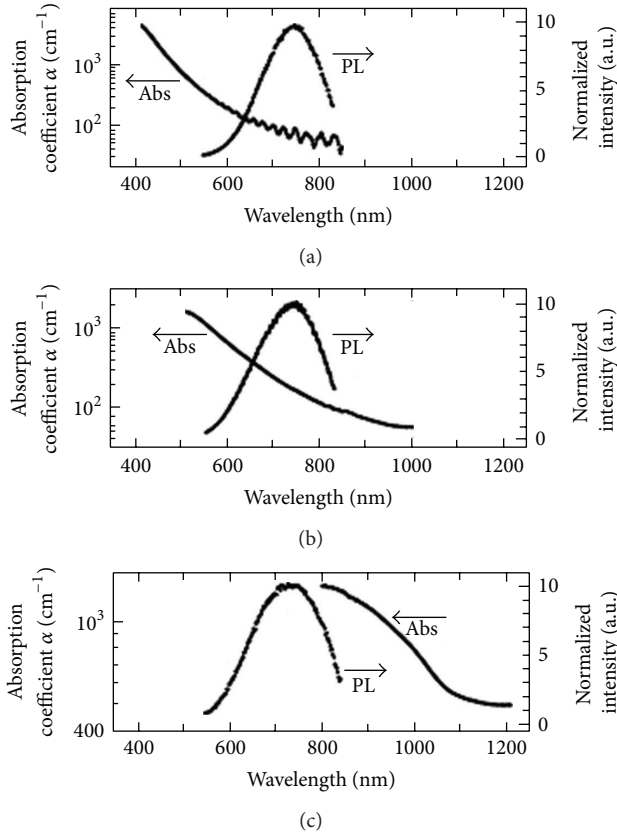 Absorption
coefficient α (cm⁻¹)
10³
10²
Abs
PL
10
5
0
Normalized
intensity (a.u.)
400 600 800 1000 1200
Wavelength (nm)
(a)
Absorption
coefficient α (cm⁻¹)
10³
10²
Abs
PL
10
5
0
Normalized
intensity (a.u.)
400 600 800 1000 1200
Wavelength (nm)
(b)
Absorption
coefficient α (cm⁻¹)
10³
400
Abs
PL
10
5
0
Normalized
intensity (a.u.)
400 600 800 1000 1200
Wavelength (nm)
(c)